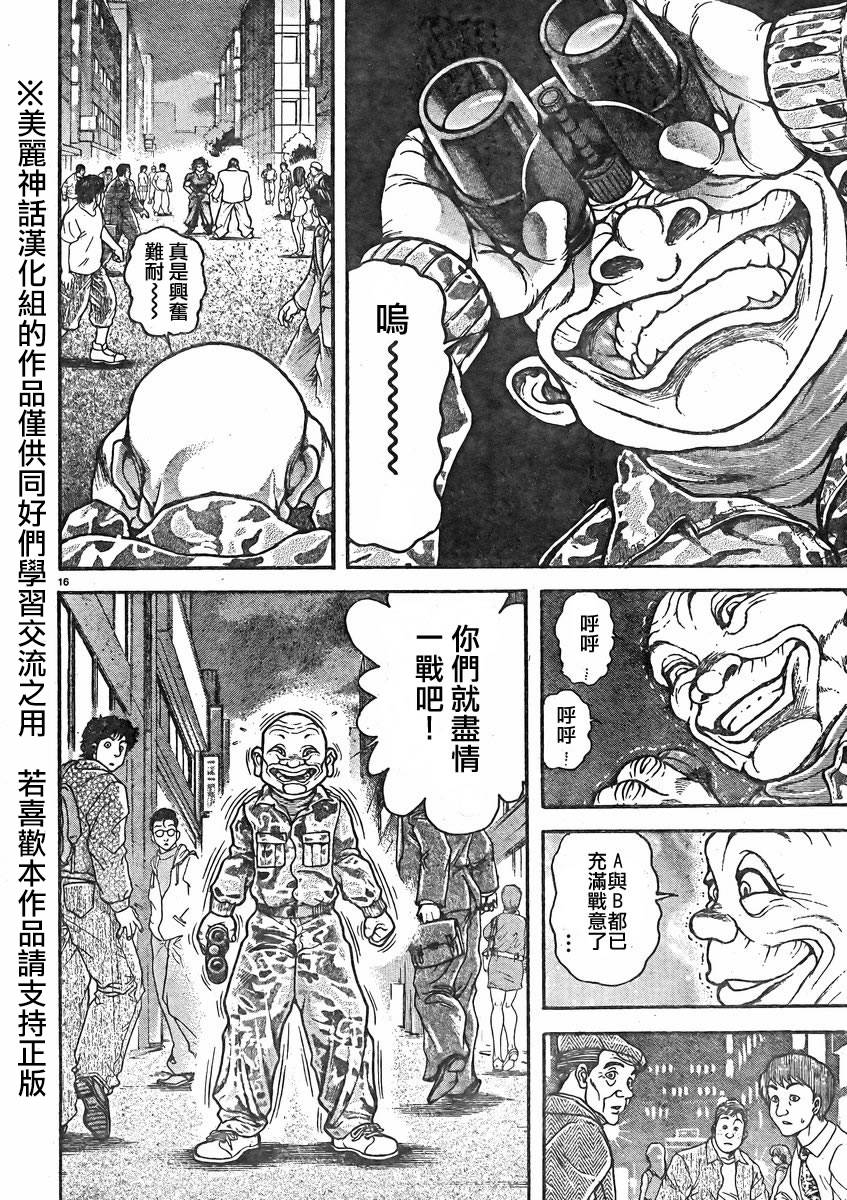 嗚~~~~
真是興奮
難耐~~
16
呼呼…
呼呼…
A與B都已
充滿戰意了
…
你們就盡情
一戰吧！
※美麗神話漢化組的作品僅供同好們學習交流之用　若喜歡本作品請支持正版